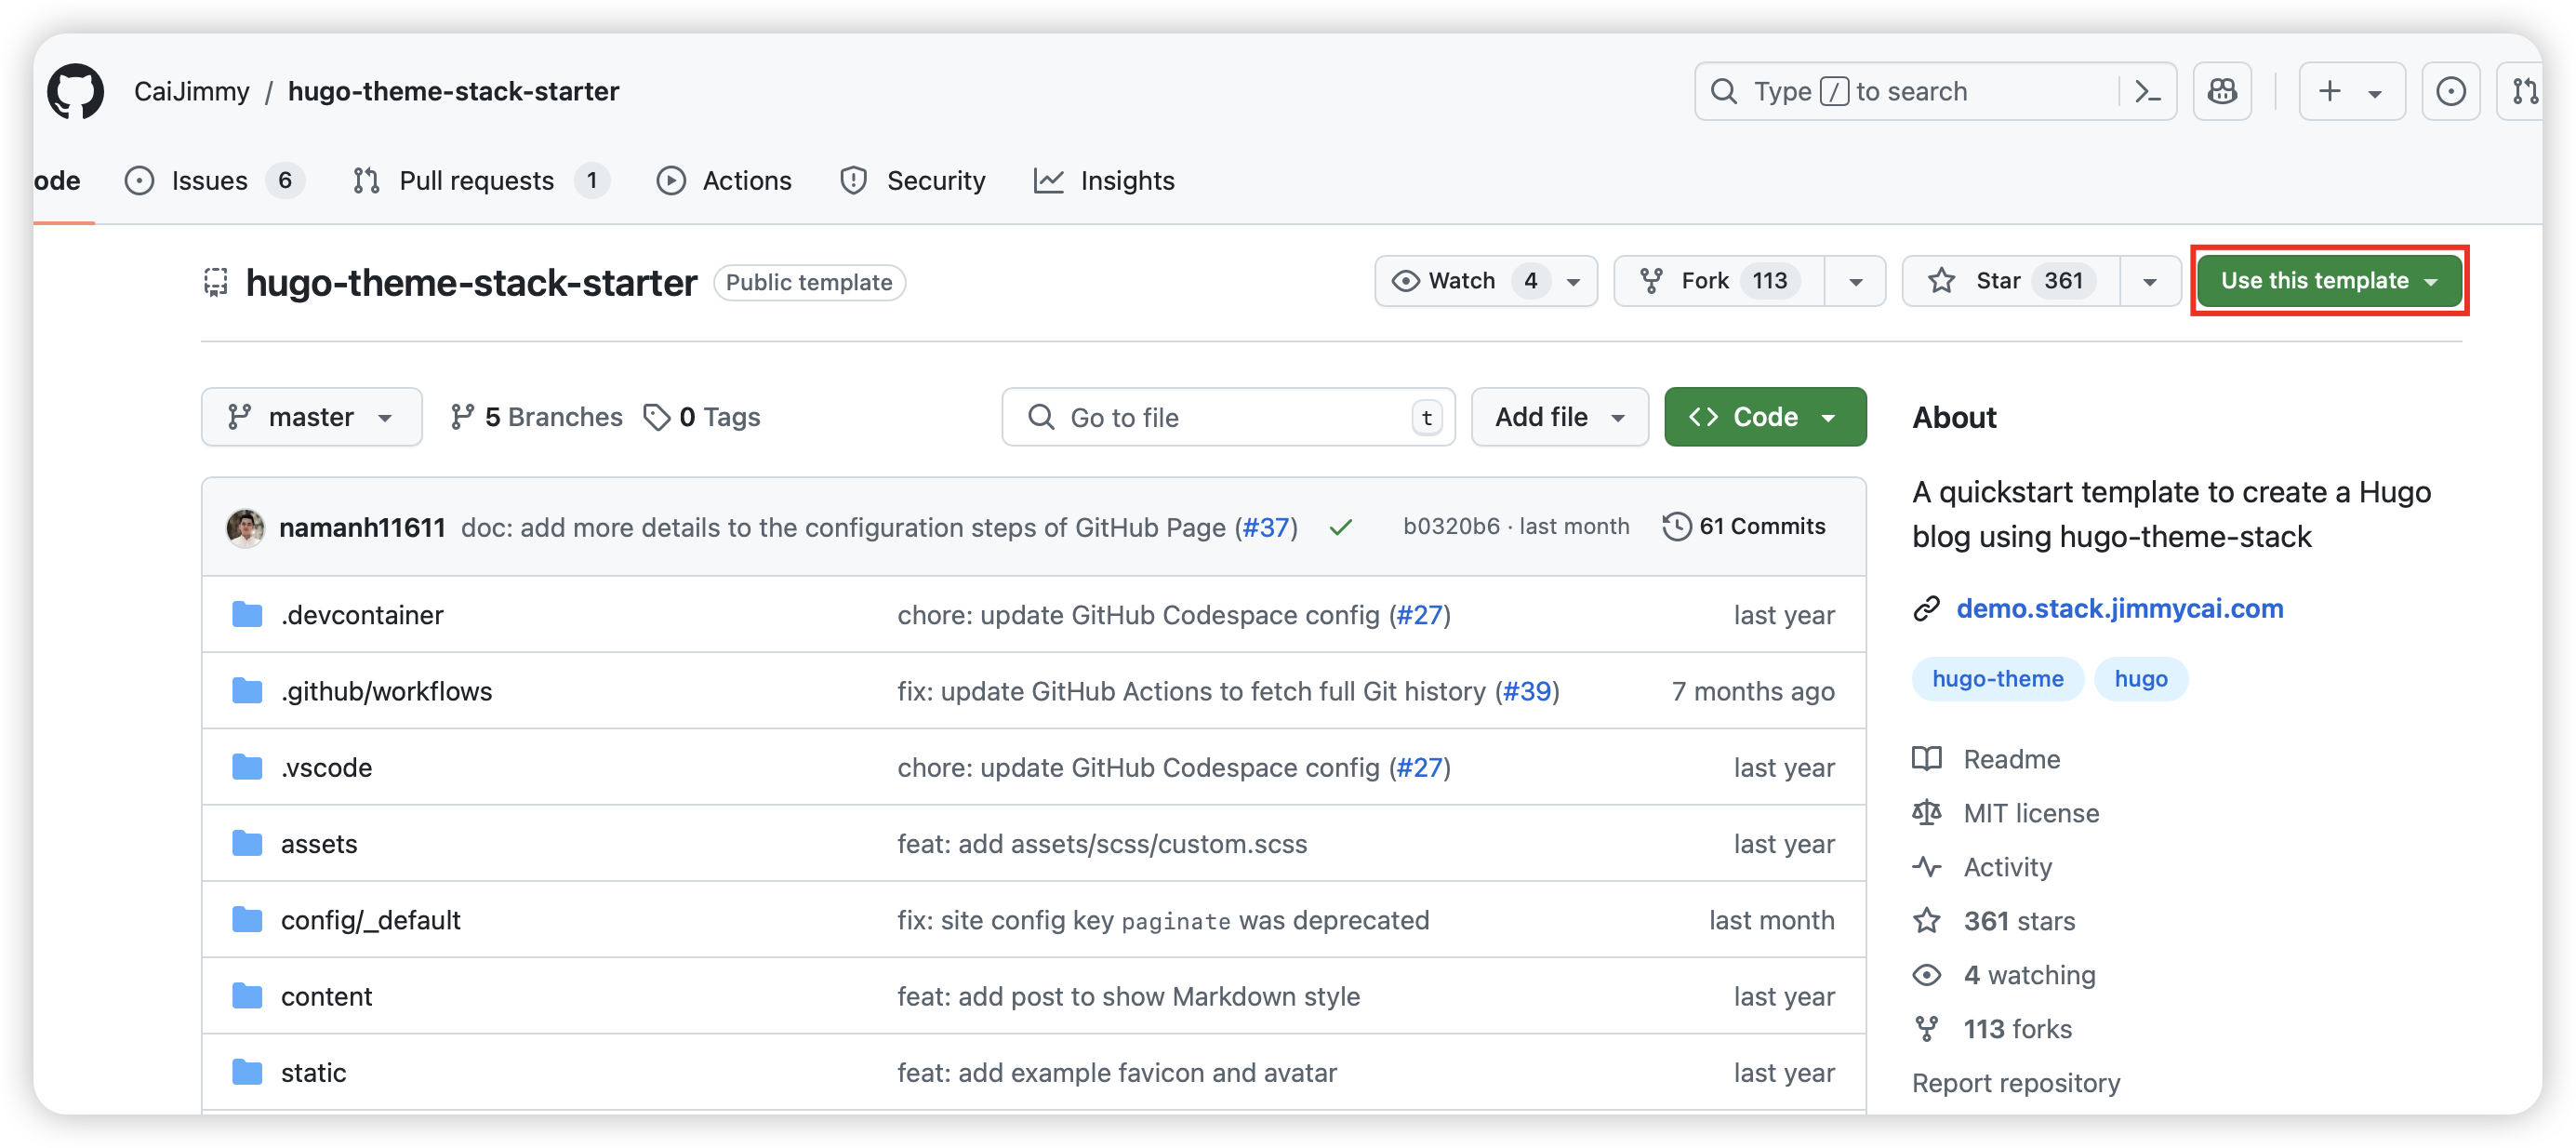 CaiJimmy / hugo-theme-stack-starter
Type / to search
ode Issues 6 Pull requests 1 Actions Security Insights
hugo-theme-stack-starter Public template Watch 4 Fork 113 Star 361 Use this template
master 5 Branches 0 Tags Go to file t Add file Code
About
A quickstart template to create a Hugo
blog using hugo-theme-stack
demo.stack.jimmycai.com
hugo-theme hugo
Readme
MIT license
Activity
361 stars
4 watching
113 forks
Report repository
namanh11611 doc: add more details to the configuration steps of GitHub Page (#37) b0320b6 · last month 61 Commits
.devcontainer chore: update GitHub Codespace config (#27) last year
.github/workflows fix: update GitHub Actions to fetch full Git history (#39) 7 months ago
.vscode chore: update GitHub Codespace config (#27) last year
assets feat: add assets/scss/custom.scss last year
config/_default fix: site config key paginate was deprecated last month
content feat: add post to show Markdown style last year
static feat: add example favicon and avatar last year